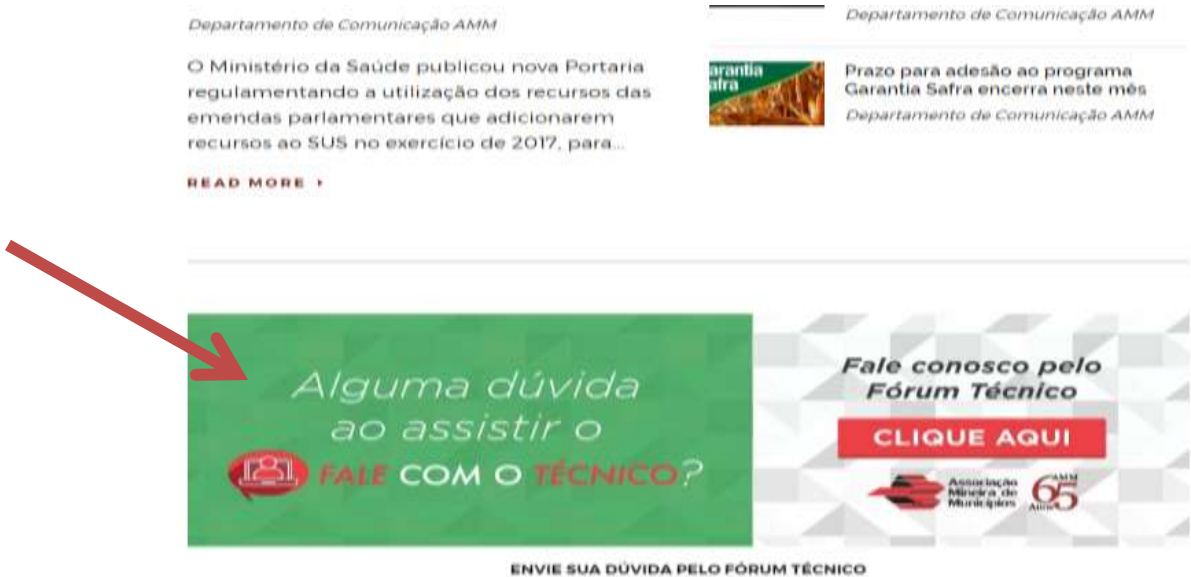 Departamento de Comunicação AMM
O Ministério da Saúde publicou nova Portaria
regulamentando a utilização dos recursos das
emendas parlamentares que adicionarem
recursos ao SUS no exercício de 2017, para...
READ MORE
Departamento de Comunicação AMM
arantia
afra
Prazo para adesão ao programa
Garantia Safra encerra neste mês
Departamento de Comunicação AMM
Alguma dúvida
ao assistir o
FALE COM O TÉCNICO?
Fale conosco pelo
Fórum Técnico
CLIQUE AQUI
Associação
Mineira de
Municípios
AMM
65
Anos
ENVIE SUA DÚVIDA PELO FÓRUM TÉCNICO